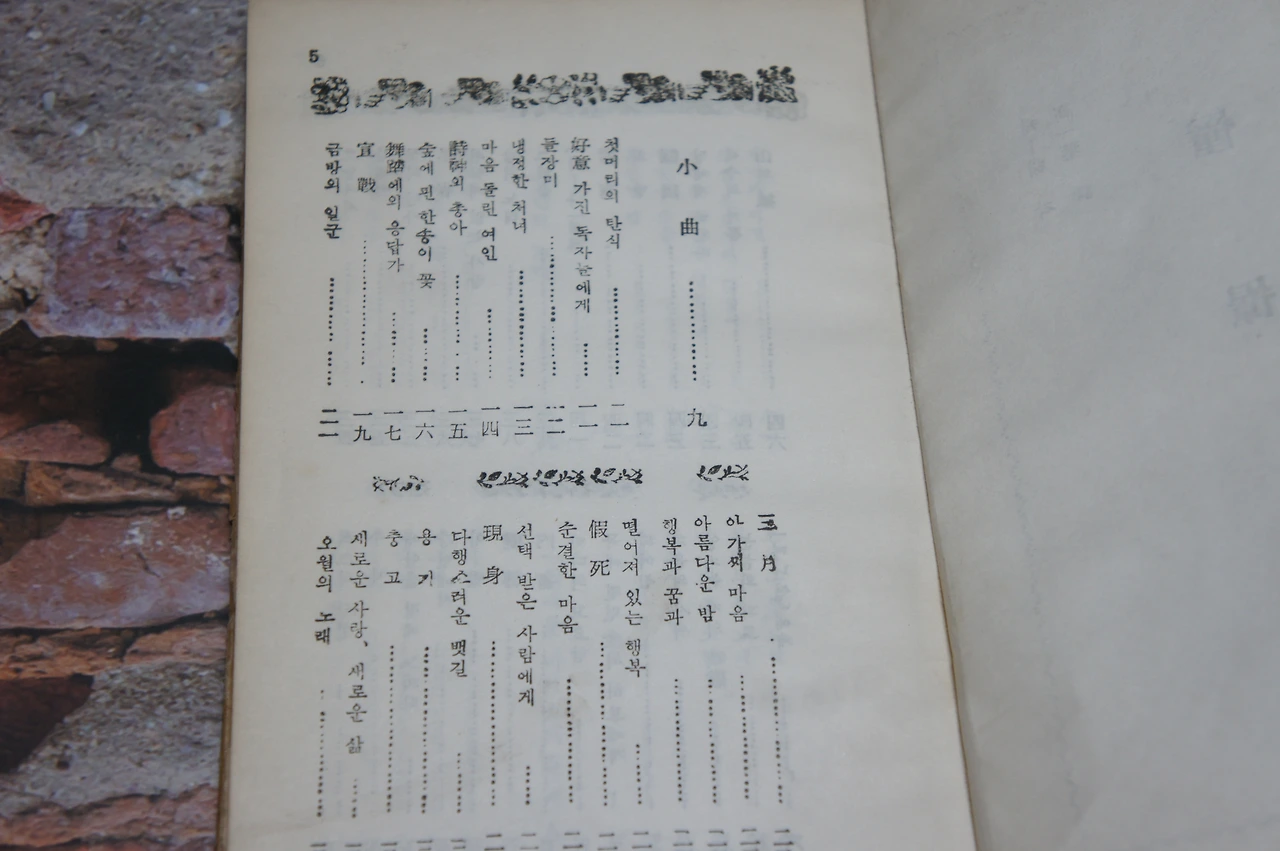 5
小曲 ………… 九
첫머리의 탄식 ………… 一一
好意 가진 독자들에게 …… 一一
들장미 ………… 一二
냉정한 처녀 ………… 一三
마음 돌린 여인 ………… 一四
詩神의 총아 ………… 一五
숲에 핀 한송이 꽃 …… 一六
舞踏에의 응답가 ……… 一七
宣戰 ………… 一九
금방의 일군 ………… 二一
三月 …………
아가씨 마음 …………
아름다운 밤 …………
행복과 꿈과 …………
떨어져 있는 행복 ……
假死 …………
순결한 마음 …………
선택 받은 사람에게 ……
現身 …………
다행스러운 뱃길 ……
용기 …………
충고 …………
새로운 사랑, 새로운 삶 ……
오월의 노래 …………